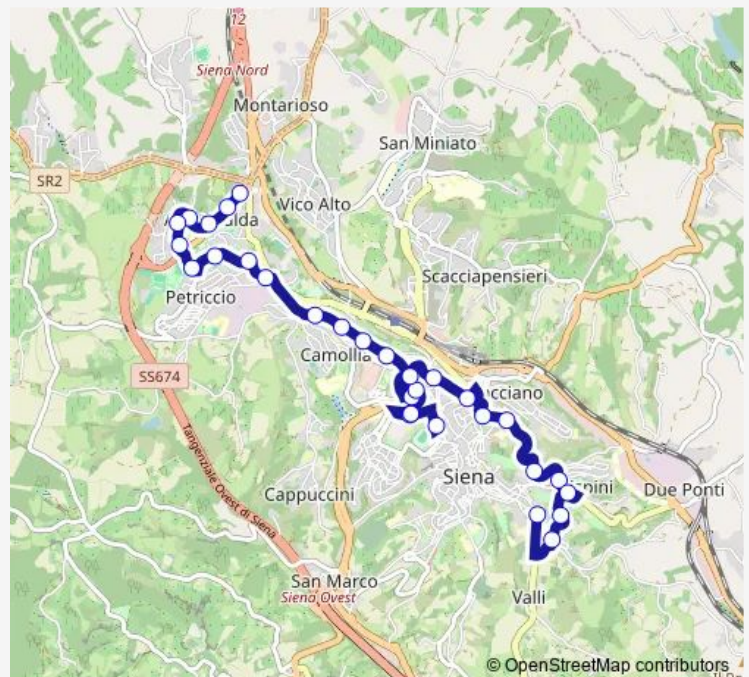 12
Siena Nord
Montarioso
San Miniato
SR2
Vico Alto
Scacciapensieri
Petriccio
Camollia
SS674
Tangenziale Ovest di Siena
Siena
Cappuccini
Due Ponti
San Marco
Siena Ovest
Valli
© OpenStreetMap contributors